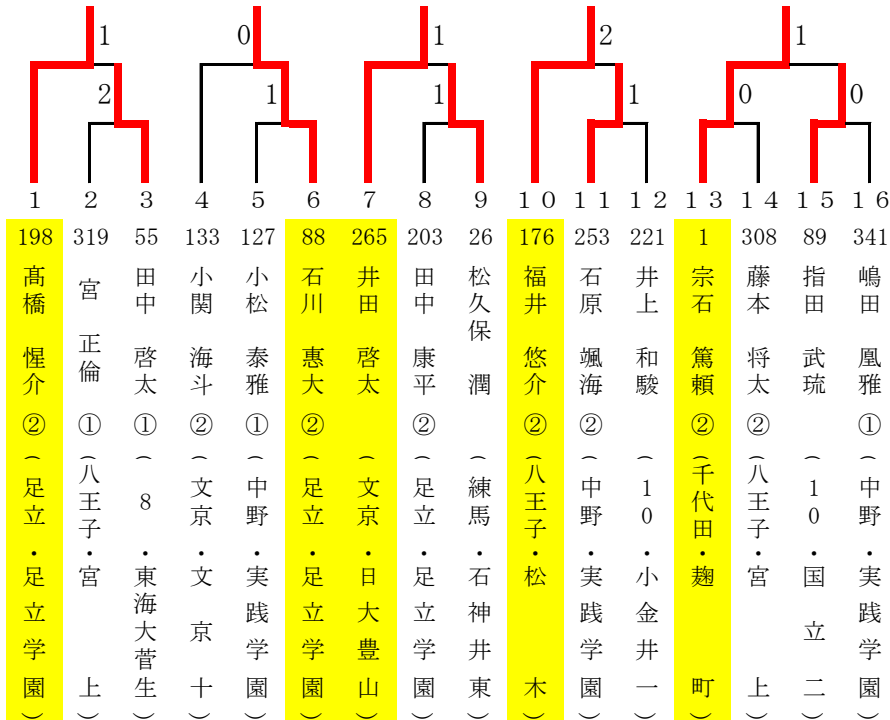 1 0 1 2 1
2 1 1 1 0 0
1 2 3 4 5 6 7 8 9 10 11 12 13 14 15 16
198 319 55 133 127 88 265 203 26 176 253 221 1 308 89 341
髙橋 惺介 ② (足立・足立学園)
宮 正倫 ① (八王子・宮上)
田中 啓太 ① (8・東海大菅生)
小関 海斗 ② (文京・文京十)
小松 泰雅 ① (中野・実践学園)
石川 惠大 ② (足立・足立学園)
井田 啓太 (文京・日大豊山)
田中 康平 ② (足立・足立学園)
松久保 潤 (練馬・石神井東)
福井 悠介 ② (八王子・松木)
石原 颯海 ② (中野・実践学園)
井上 和駿 (10・小金井一)
宗石 篤頼 ② (千代田・麹町)
藤本 将太 ② (八王子・宮上)
指田 武琉 (10・国立二)
嶋田 凰雅 ① (中野・実践学園)